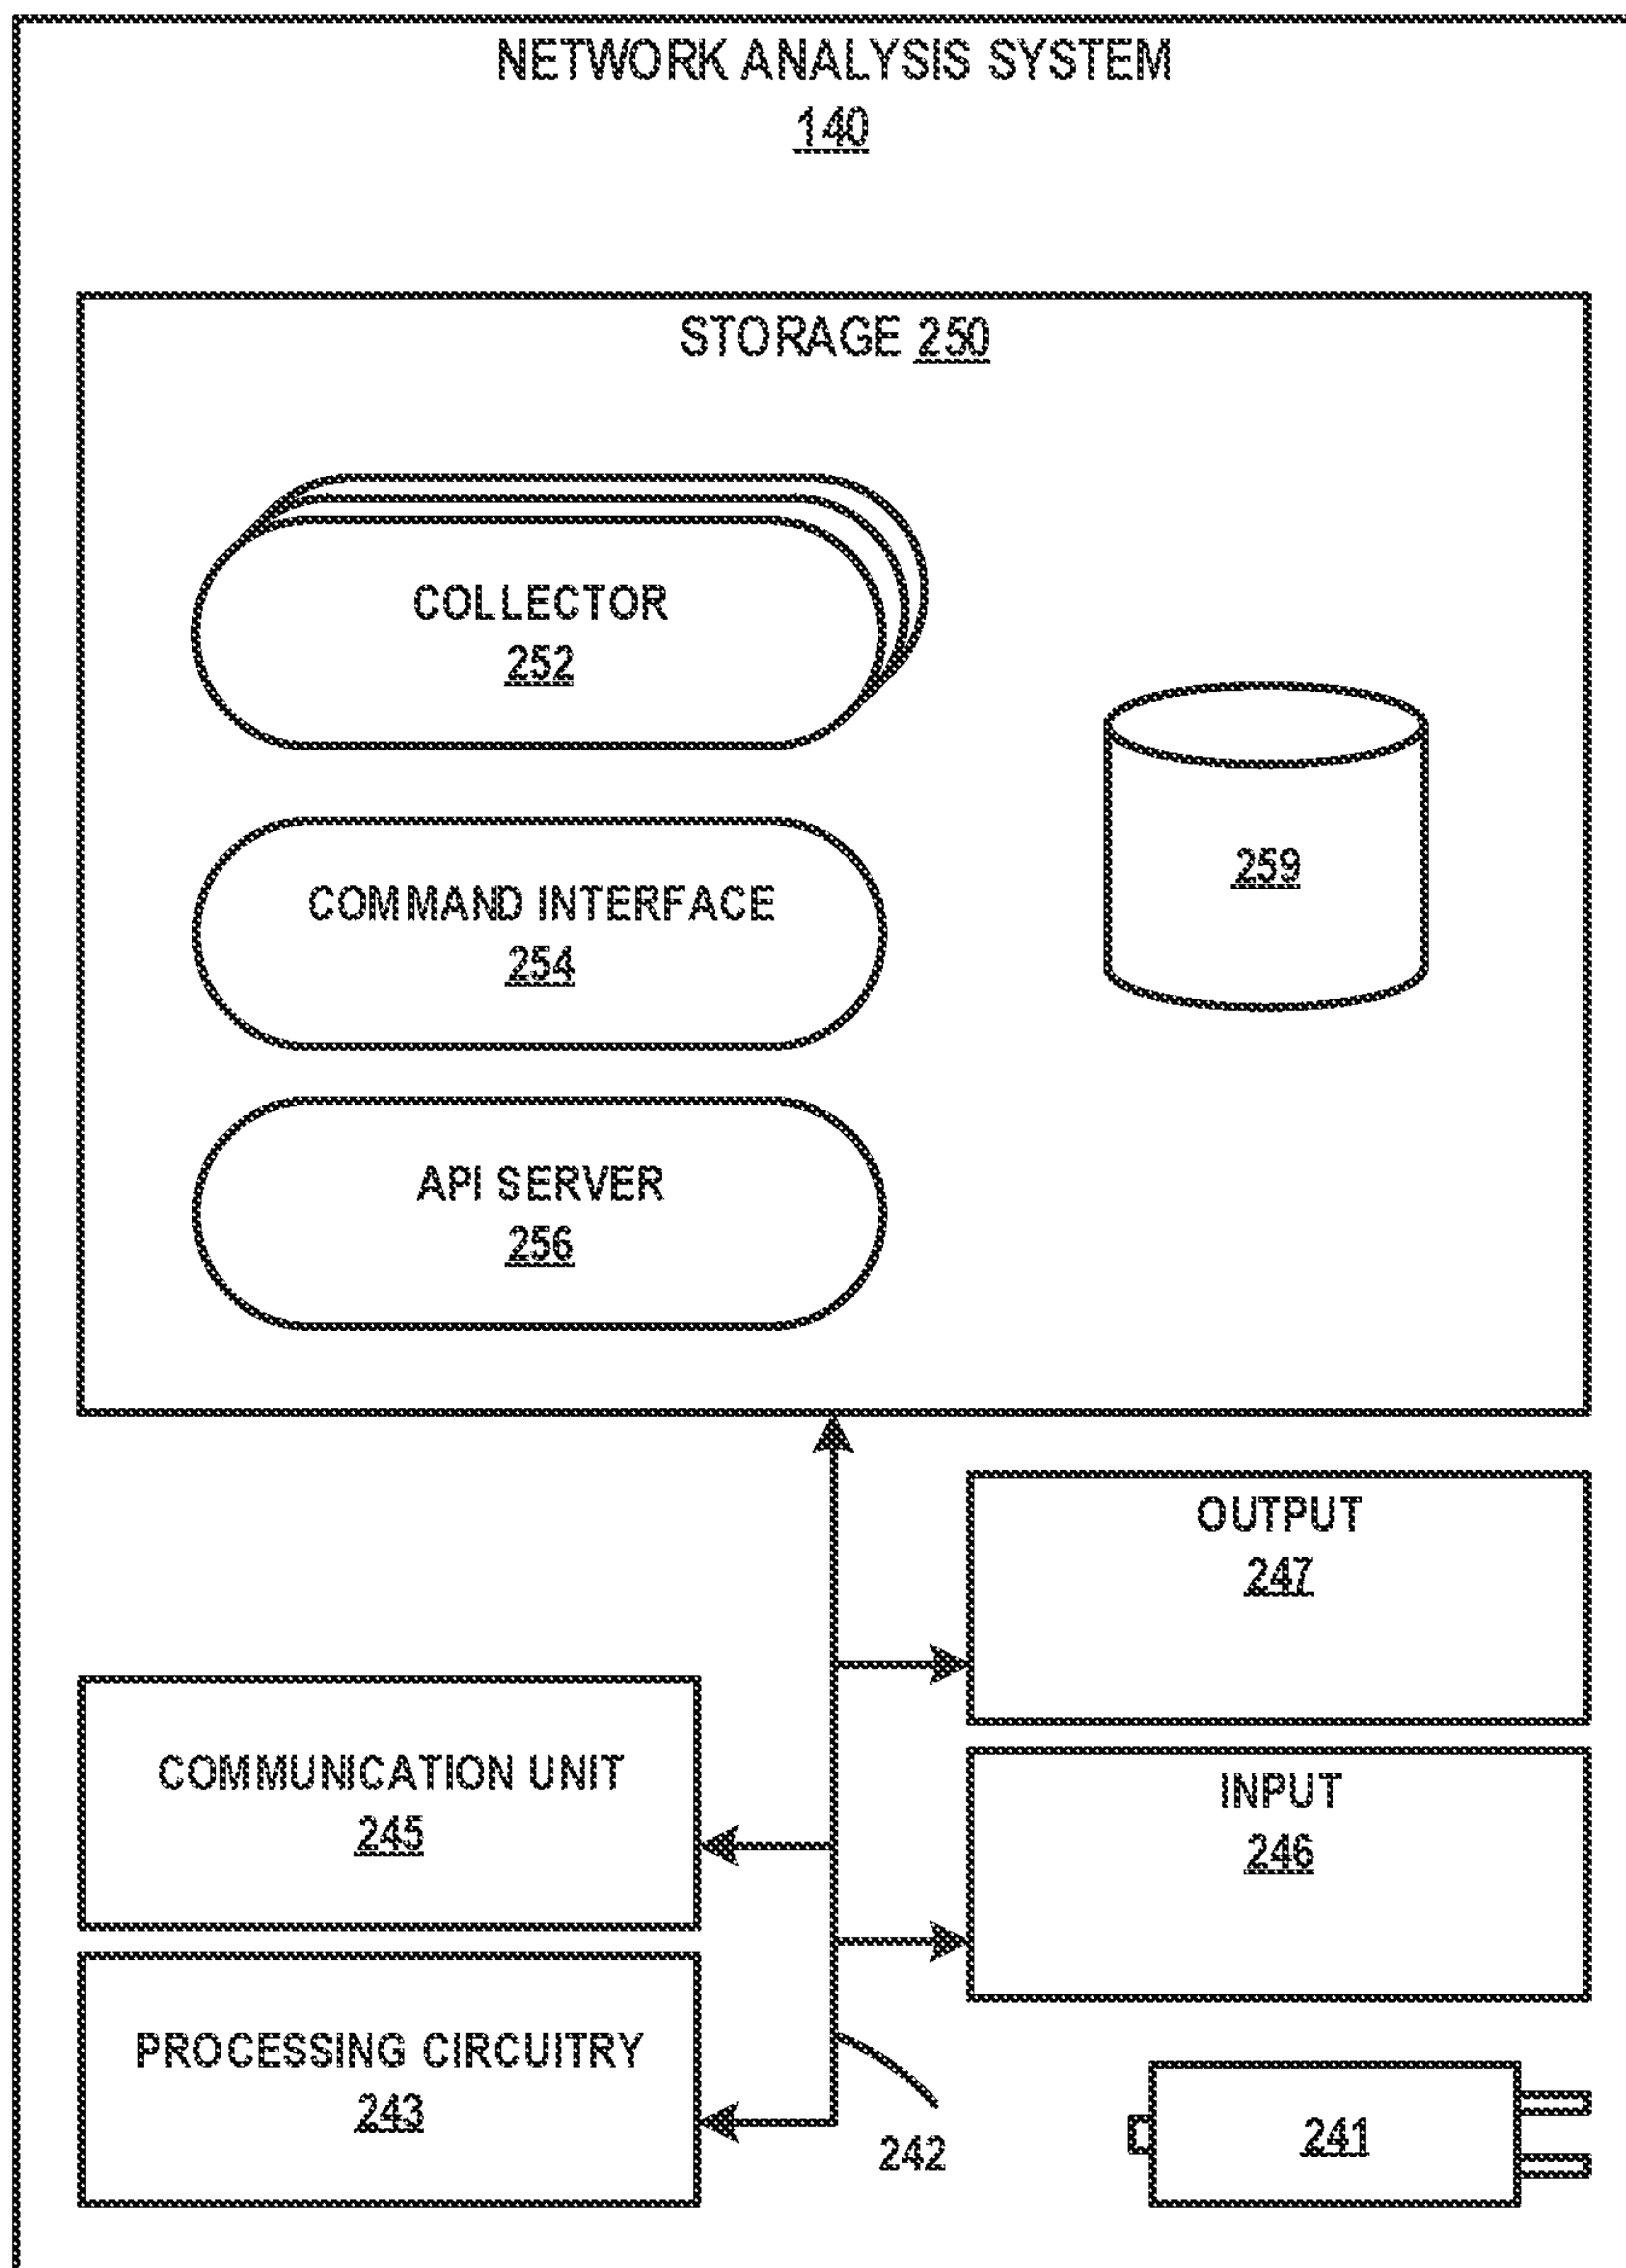 NETWORK ANALYSIS SYSTEM
140
STORAGE 250
COLLECTOR
252
COMMAND INTERFACE
254
259
API SERVER
256
OUTPUT
247
COMMUNICATION UNIT
245
INPUT
246
PROCESSING CIRCUITRY
243
242
241